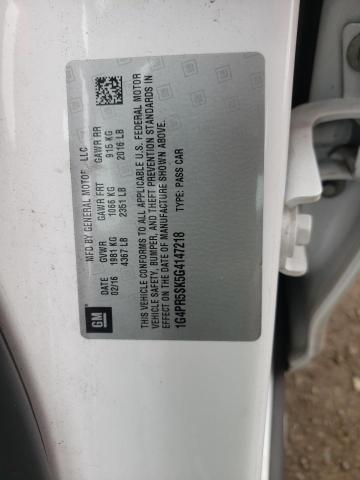 MFD BY GENERAL MOTORS LLC
DATE GVWR GAWR FRT GAWR RR
02/16 1981 KG 1066 KG 915 KG
4367 LB 2351 LB 2016 LB
THIS VEHICLE CONFORMS TO ALL APPLICABLE U.S. FEDERAL MOTOR
VEHICLE SAFETY, BUMPER, AND THEFT PREVENTION STANDARDS IN
EFFECT ON THE DATE OF MANUFACTURE SHOWN ABOVE.
1G4PR5SK5G4147218 TYPE: PASS CAR
GM